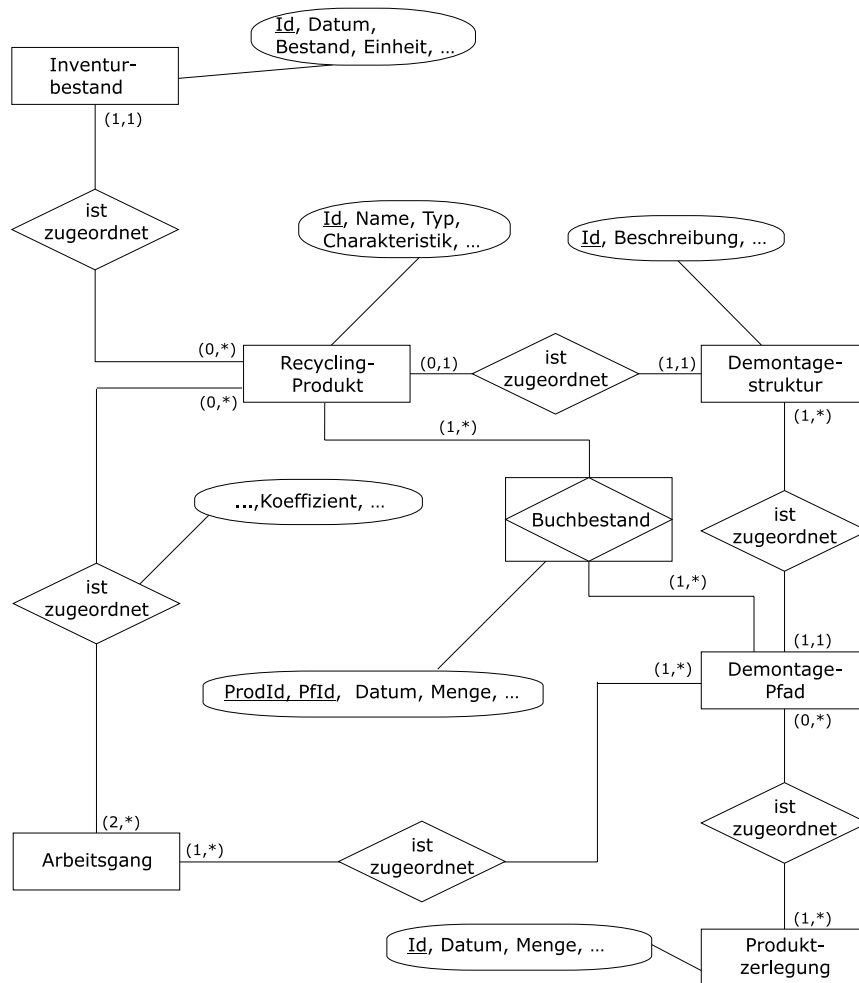 Id, Datum,
Bestand, Einheit, ...
Inventur-
bestand
(1,1)
ist
zugeordnet
Id, Name, Typ,
Charakteristik, ...
Id, Beschreibung, ...
(0,*)
Recycling-
Produkt
(0,1)
ist
zugeordnet
(1,1)
Demontage-
struktur
(0,*)
(1,*)
(1,*)
...,Koeffizient, ...
Buchbestand
ist
zugeordnet
ist
zugeordnet
(1,*)
(1,1)
ProdId, PfId, Datum, Menge, ...
(1,*)
Demontage-
Pfad
(0,*)
(2,*)
Arbeitsgang
(1,*)
ist
zugeordnet
ist
zugeordnet
(1,*)
Id, Datum, Menge, ...
Produkt-
zerlegung